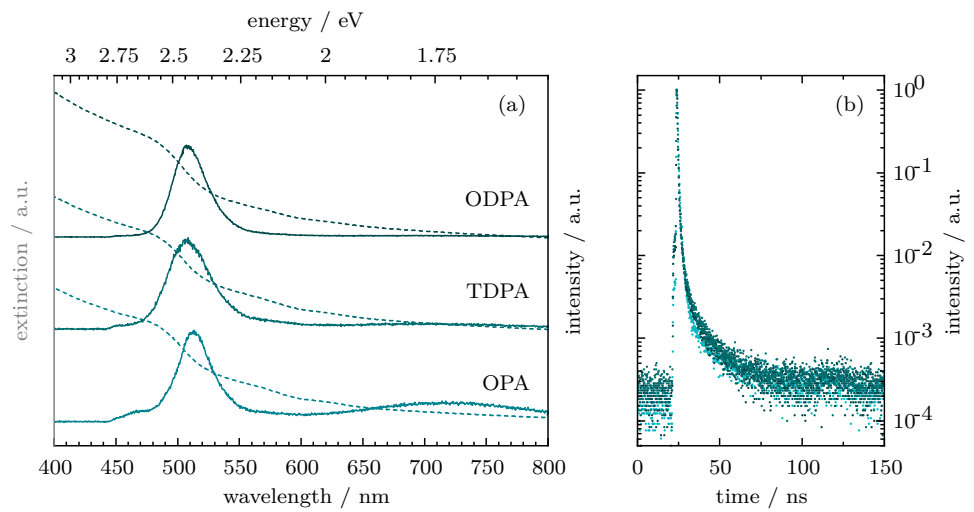 energy / eV
3 2.75 2.5 2.25 2 1.75
(a)
ODPA
TDPA
OPA
extinction / a.u.
intensity / a.u.
400 450 500 550 600 650 700 750 800
wavelength / nm
(b)
10^0
10^-1
10^-2
10^-3
10^-4
intensity / a.u.
0 50 100 150
time / ns